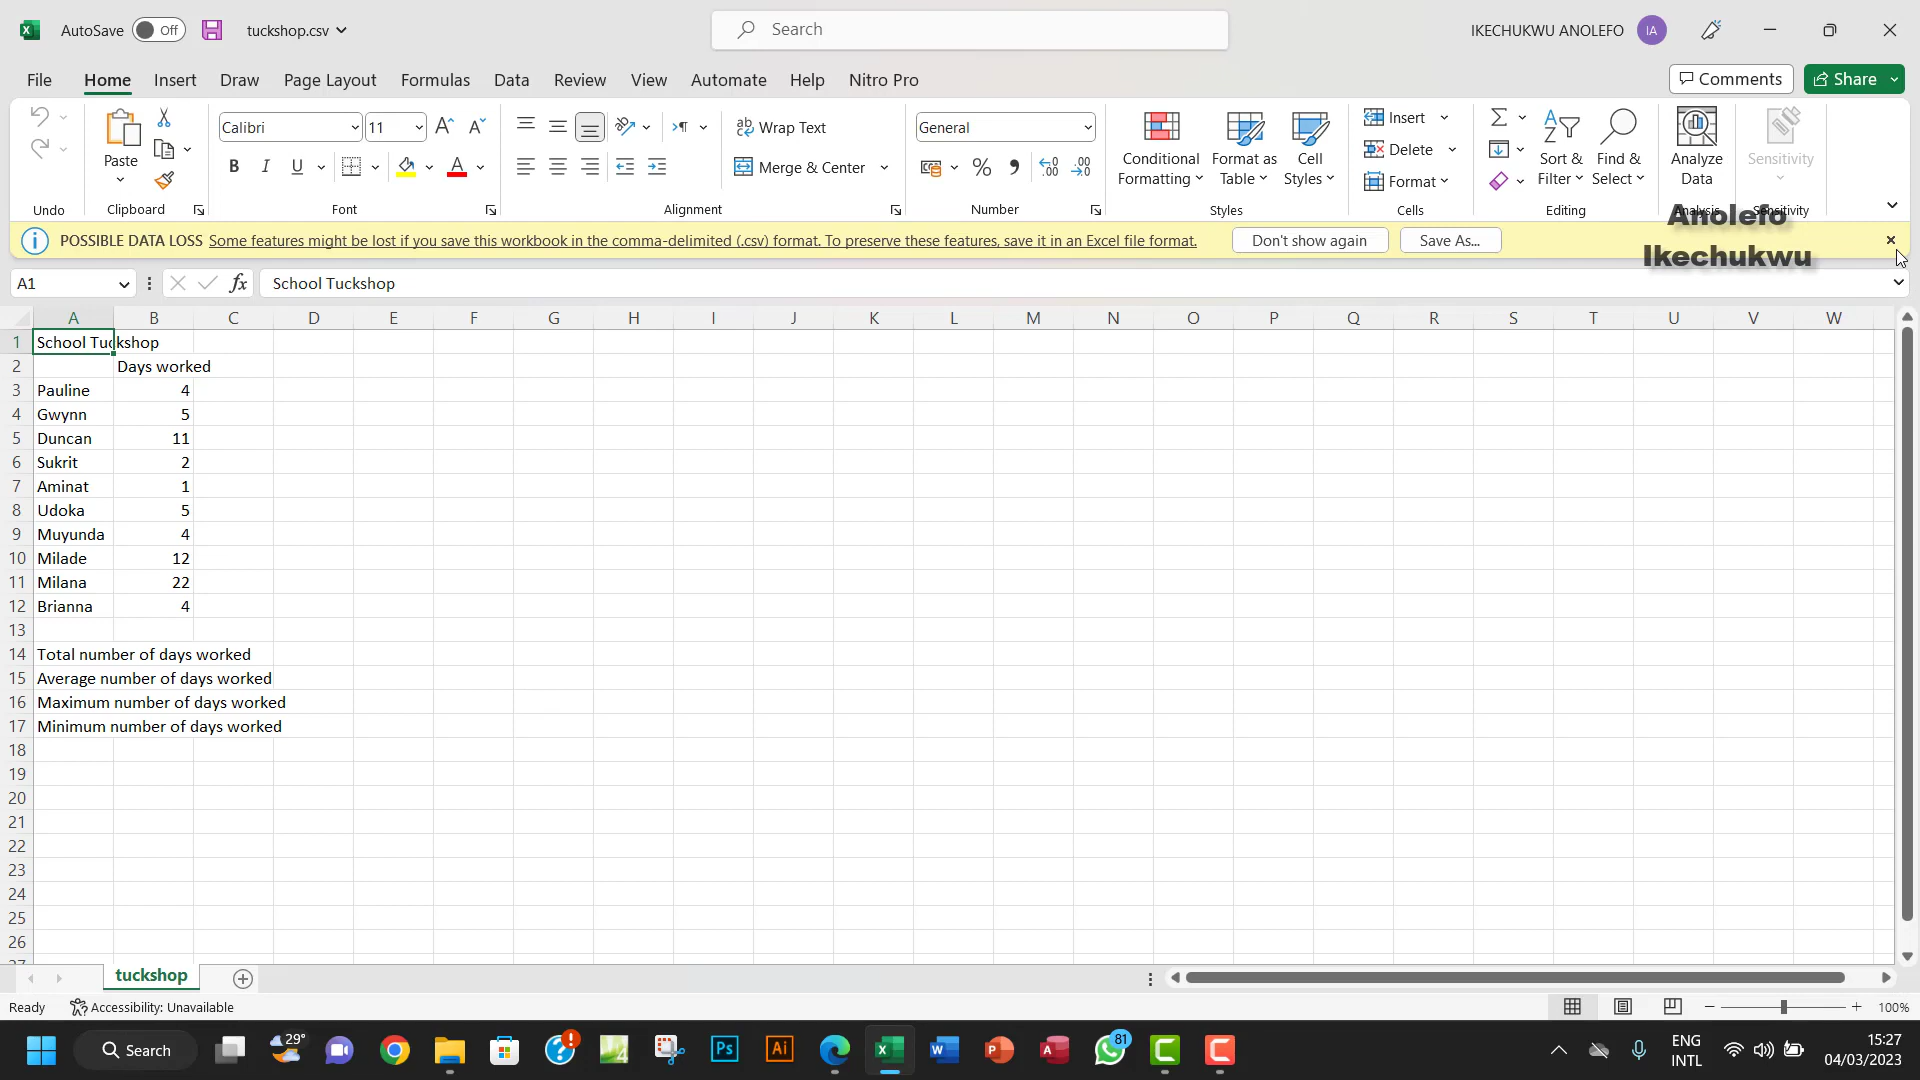 AutoSave Off tuckshop.csv Search IKECHUKWU ANOLEFO IA
File Home Insert Draw Page Layout Formulas Data Review View Automate Help Nitro Pro Comments Share
Paste
Undo Clipboard
Calibri 11
B I U A
Font
Wrap Text
Merge & Center
Alignment
General
Number
Conditional Formatting
Format as Table
Cell Styles
Styles
Insert
Delete
Format
Cells
Sort & Filter
Find & Select
Editing
Analyze Data
Analysis
Sensitivity
Sensitivity
Anolefo
Ikechukwu
POSSIBLE DATA LOSS Some features might be lost if you save this workbook in the comma-delimited (.csv) format. To preserve these features, save it in an Excel file format. Don't show again Save As...
A1 fx School Tuckshop
A B C D E F G H I J K L M N O P Q R S T U V W
1 School Tuckshop
2 Days worked
3 Pauline 4
4 Gwynn 5
5 Duncan 11
6 Sukrit 2
7 Aminat 1
8 Udoka 5
9 Muyunda 4
10 Milade 12
11 Milana 22
12 Brianna 4
13
14 Total number of days worked
15 Average number of days worked
16 Maximum number of days worked
17 Minimum number of days worked
18
19
20
21
22
23
24
25
26
27
tuckshop
Ready Accessibility: Unavailable 100%
Search 29° Ps Ai 81 ENG INTL 15:27 04/03/2023